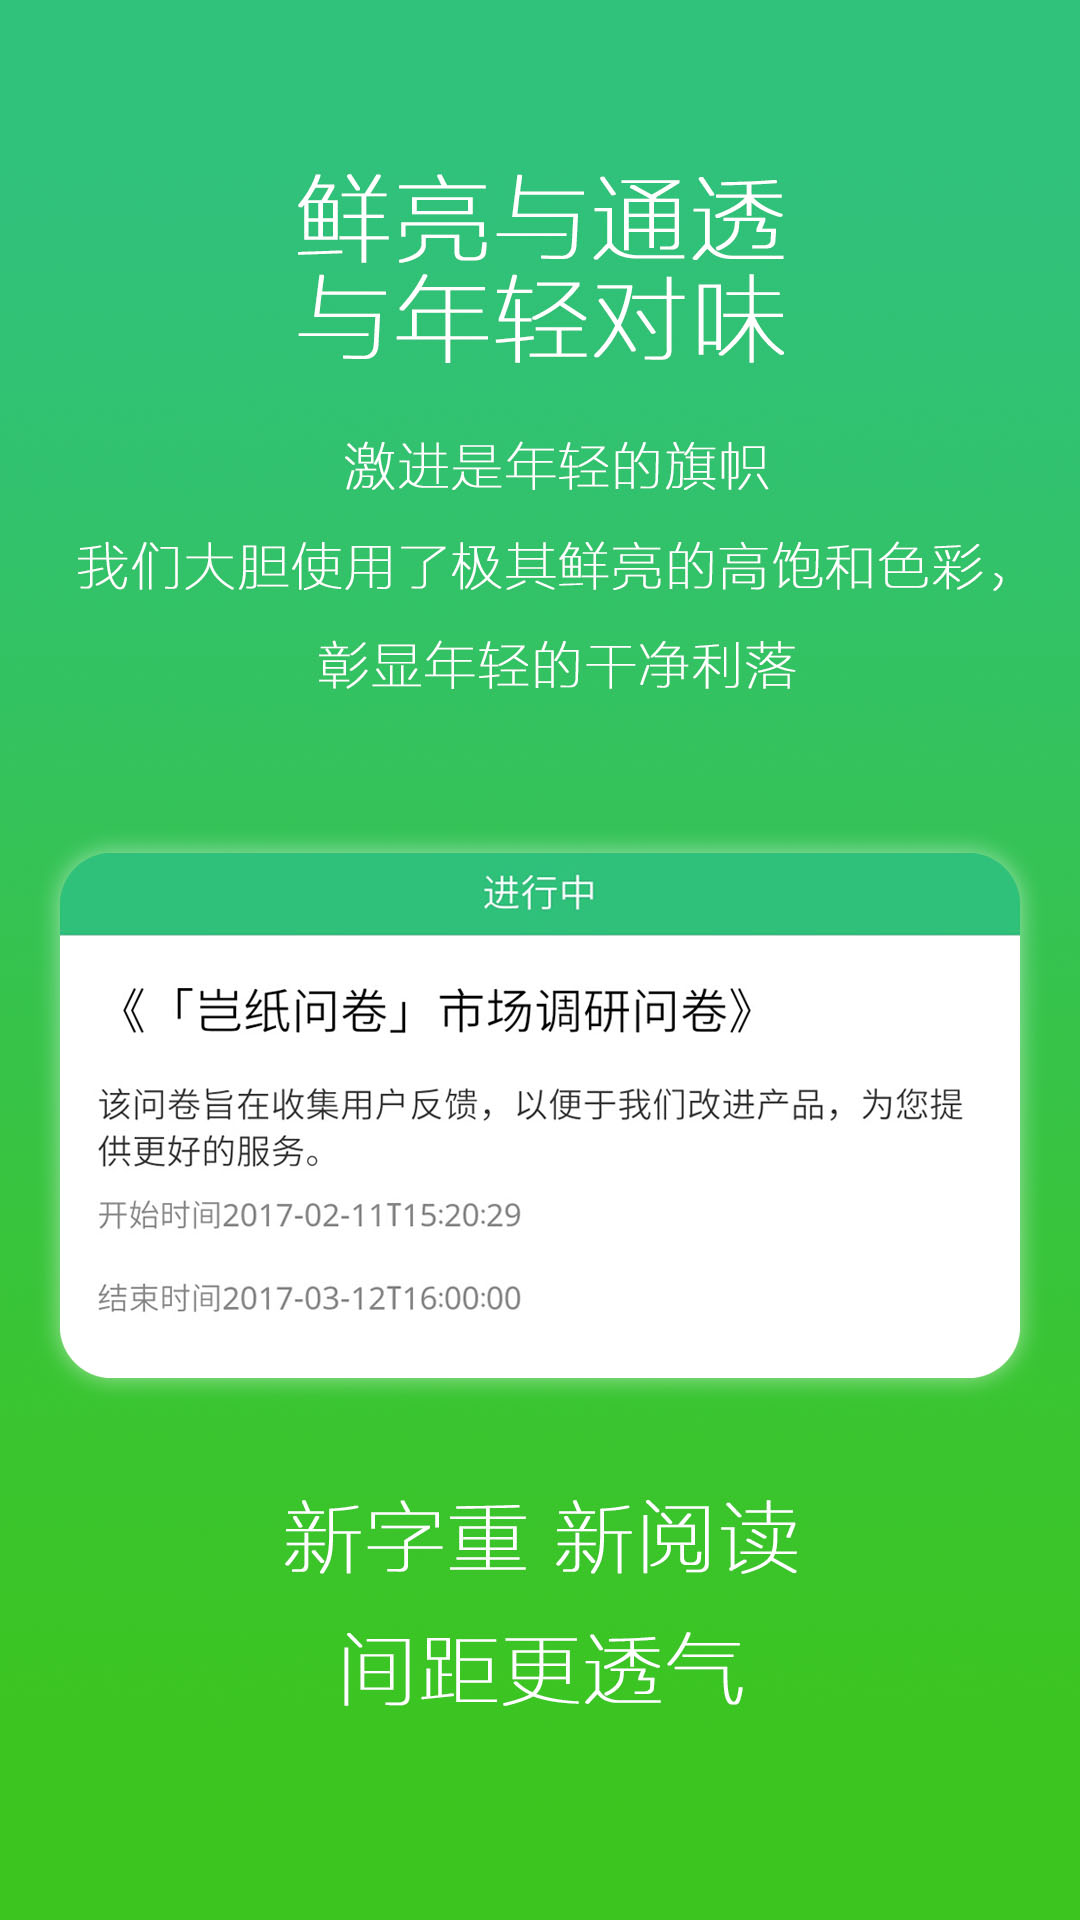 鲜亮与通透
与年轻对味
激进是年轻的旗帜
我们大胆使用了极其鲜亮的高饱和色彩，
彰显年轻的干净利落
进行中
《「岂纸问卷」市场调研问卷》
该问卷旨在收集用户反馈，以便于我们改进产品，为您提
供更好的服务。
开始时间2017-02-11T15:20:29
结束时间2017-03-12T16:00:00
新字重 新阅读
间距更透气